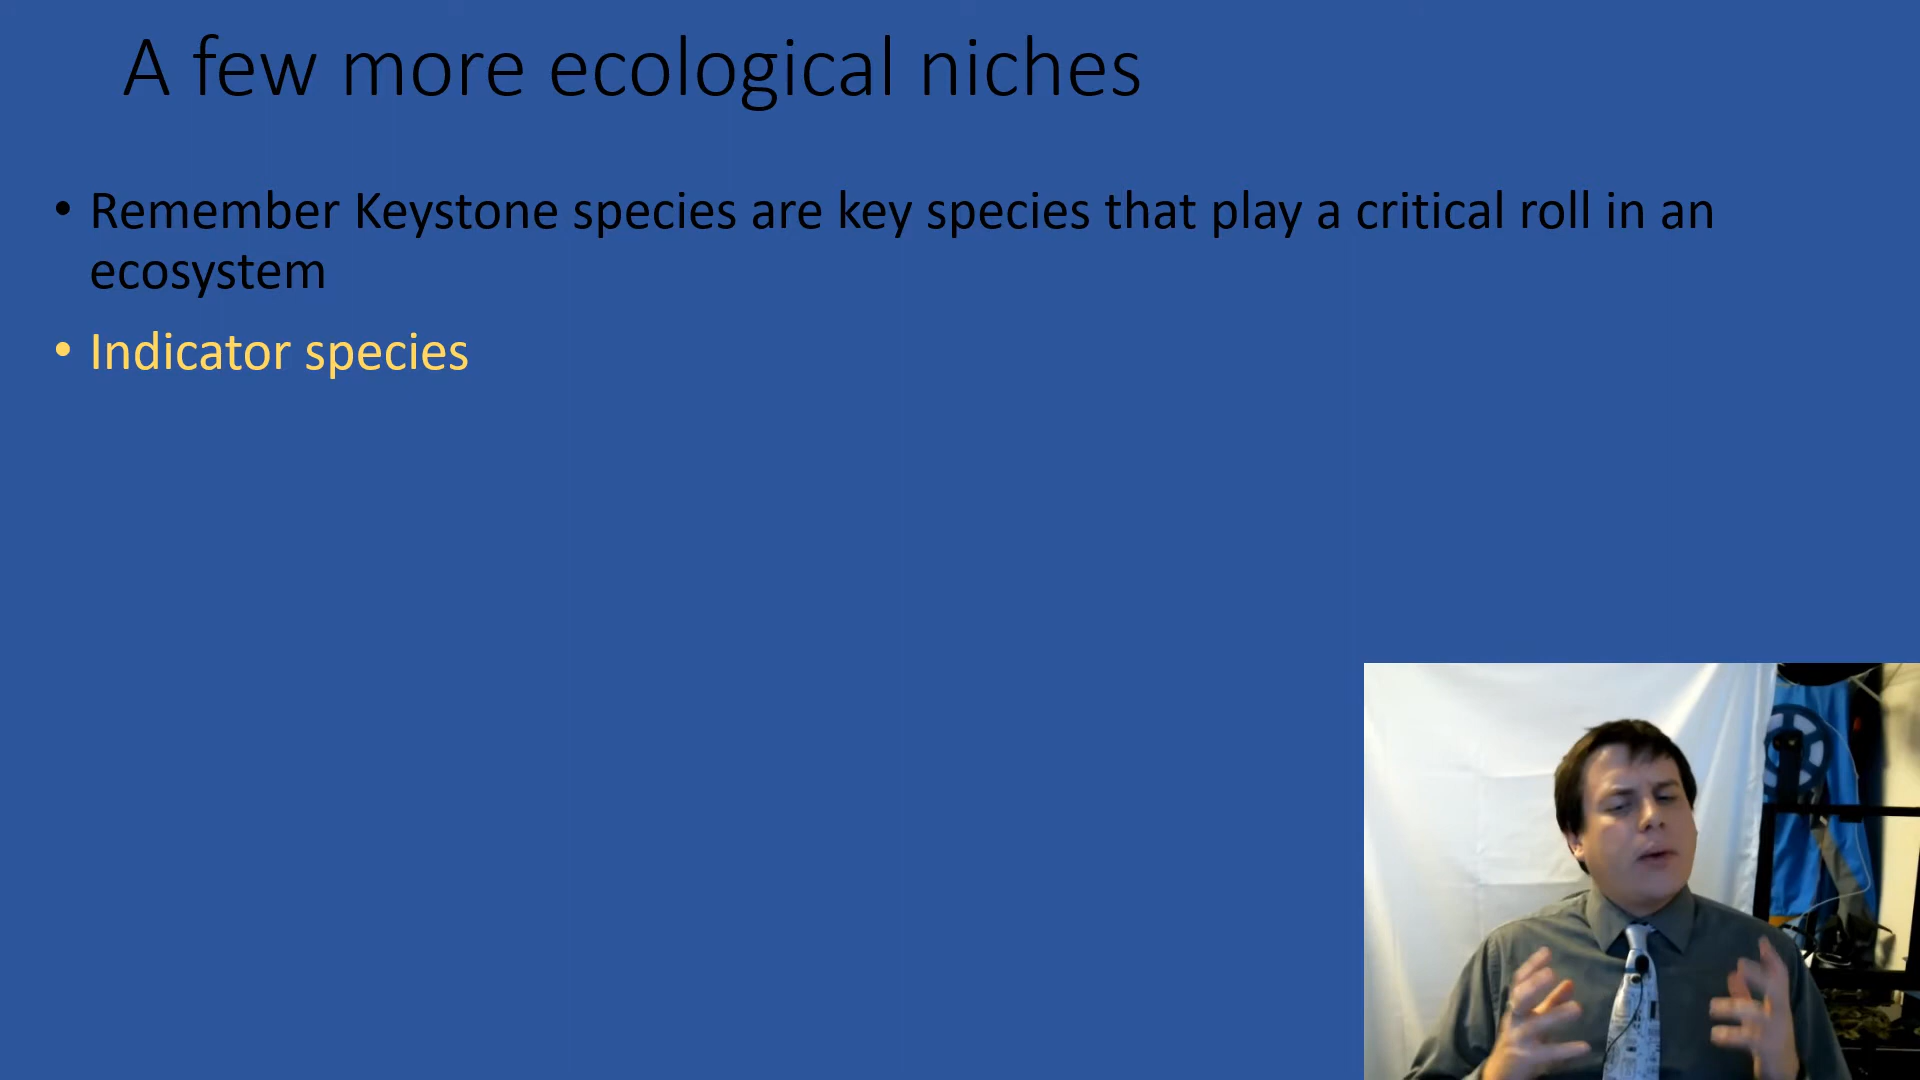 A few more ecological niches
• Remember Keystone species are key species that play a critical roll in an
ecosystem
• Indicator species